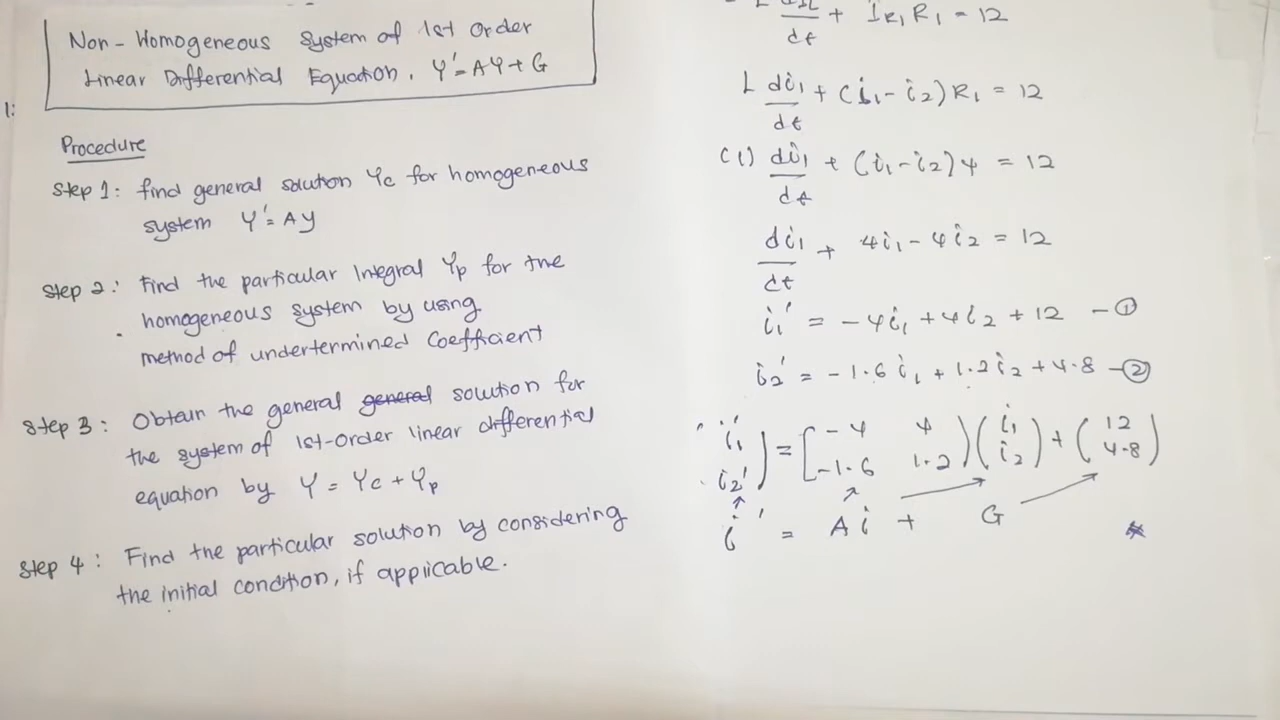 Non-Homogeneous System of 1st Order
Linear Differential Equation. Y' = AY + G
1:
Procedure
Step 1: find general solution Yc for homogeneous
system Y' = AY
Step 2: Find the particular Integral Yp for the
homogeneous system by using
method of undertermined Coefficient
Step 3: Obtain the general general solution for
the system of 1st-order linear differential
equation by Y = Yc + Yp
Step 4: Find the particular solution by considering
the initial condition, if applicable.
L dIL/dt + IR1 R1 = 12
L di1/dt + (i1 - i2) R1 = 12
(1) di1/dt + (i1 - i2) 4 = 12
di1/dt + 4i1 - 4i2 = 12
i1' = -4i1 + 4i2 + 12 - ①
i2' = -1.6 i1 + 1.2 i2 + 4.8 - ②
(i1' i2') = [-4 4 -1.6 1.2) (i1 i2) + (12 4.8)
i' = A i + G